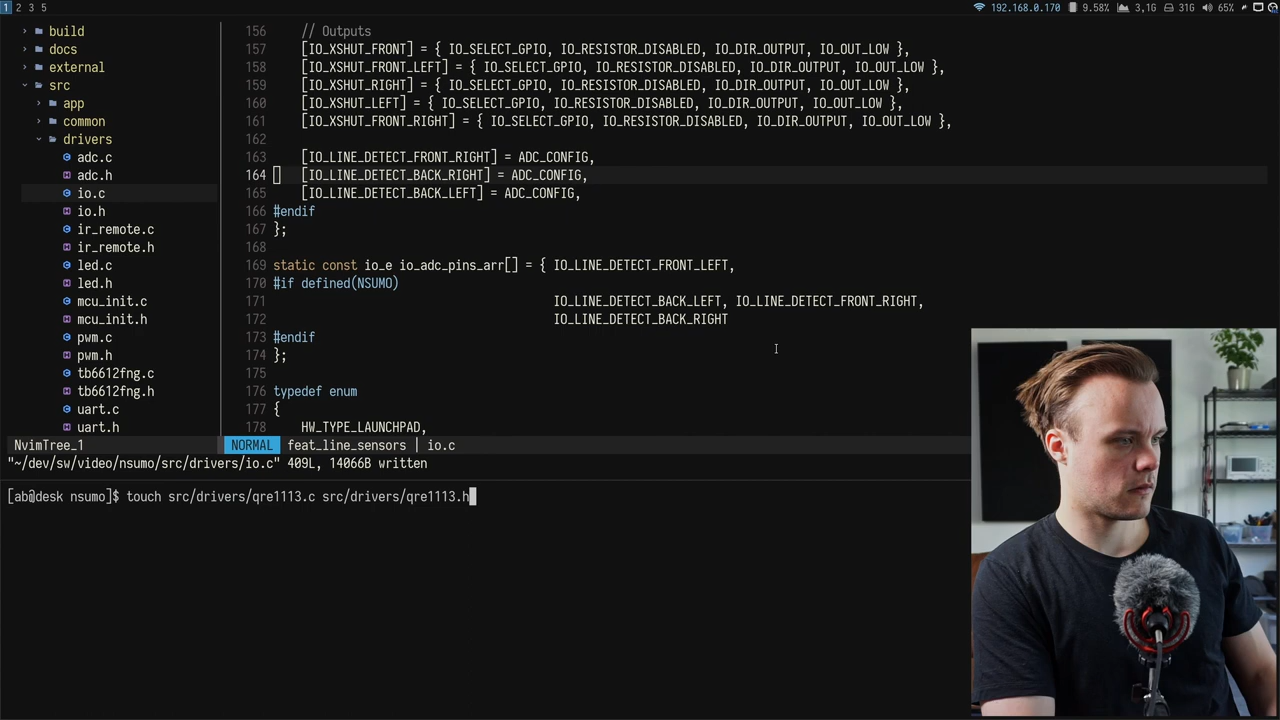 1 2 3 5
192.168.0.170 9.58% 3,1G 31G 65%
build
docs
external
src
app
common
drivers
adc.c
adc.h
io.c
io.h
ir_remote.c
ir_remote.h
led.c
led.h
mcu_init.c
mcu_init.h
pwm.c
pwm.h
tb6612fng.c
tb6612fng.h
uart.c
uart.h
NvimTree_1
156 // Outputs
157 [IO_XSHUT_FRONT] = { IO_SELECT_GPIO, IO_RESISTOR_DISABLED, IO_DIR_OUTPUT, IO_OUT_LOW },
158 [IO_XSHUT_FRONT_LEFT] = { IO_SELECT_GPIO, IO_RESISTOR_DISABLED, IO_DIR_OUTPUT, IO_OUT_LOW },
159 [IO_XSHUT_RIGHT] = { IO_SELECT_GPIO, IO_RESISTOR_DISABLED, IO_DIR_OUTPUT, IO_OUT_LOW },
160 [IO_XSHUT_LEFT] = { IO_SELECT_GPIO, IO_RESISTOR_DISABLED, IO_DIR_OUTPUT, IO_OUT_LOW },
161 [IO_XSHUT_FRONT_RIGHT] = { IO_SELECT_GPIO, IO_RESISTOR_DISABLED, IO_DIR_OUTPUT, IO_OUT_LOW },
162
163 [IO_LINE_DETECT_FRONT_RIGHT] = ADC_CONFIG,
164 [IO_LINE_DETECT_BACK_RIGHT] = ADC_CONFIG,
165 [IO_LINE_DETECT_BACK_LEFT] = ADC_CONFIG,
166 #endif
167 };
168
169 static const io_e io_adc_pins_arr[] = { IO_LINE_DETECT_FRONT_LEFT,
170 #if defined(NSUMO)
171 IO_LINE_DETECT_BACK_LEFT, IO_LINE_DETECT_FRONT_RIGHT,
172 IO_LINE_DETECT_BACK_RIGHT
173 #endif
174 };
175
176 typedef enum
177 {
178 HW_TYPE_LAUNCHPAD,
NORMAL feat_line_sensors | io.c
"~/dev/sw/video/nsumo/src/drivers/io.c" 409L, 14066B written
[ab@desk nsumo]$ touch src/drivers/qre1113.c src/drivers/qre1113.h